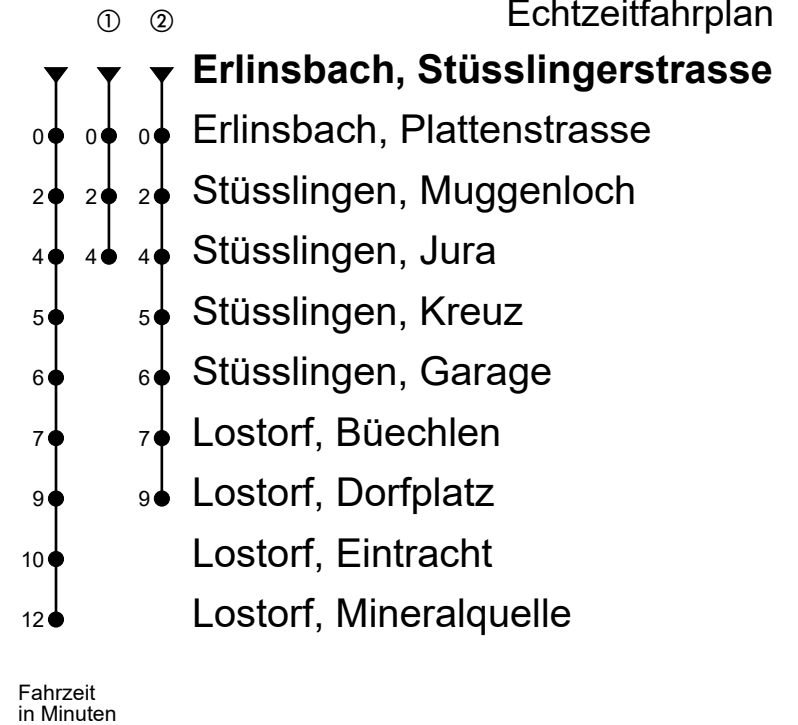 ① ② Echtzeitfahrplan
Erlinsbach, Stüsslingerstrasse
0 0 0 Erlinsbach, Plattenstrasse
2 2 2 Stüsslingen, Muggenloch
4 4 4 Stüsslingen, Jura
5 5 Stüsslingen, Kreuz
6 6 Stüsslingen, Garage
7 7 Lostorf, Büechlen
9 9 Lostorf, Dorfplatz
10 Lostorf, Eintracht
12 Lostorf, Mineralquelle
Fahrzeit
in Minuten